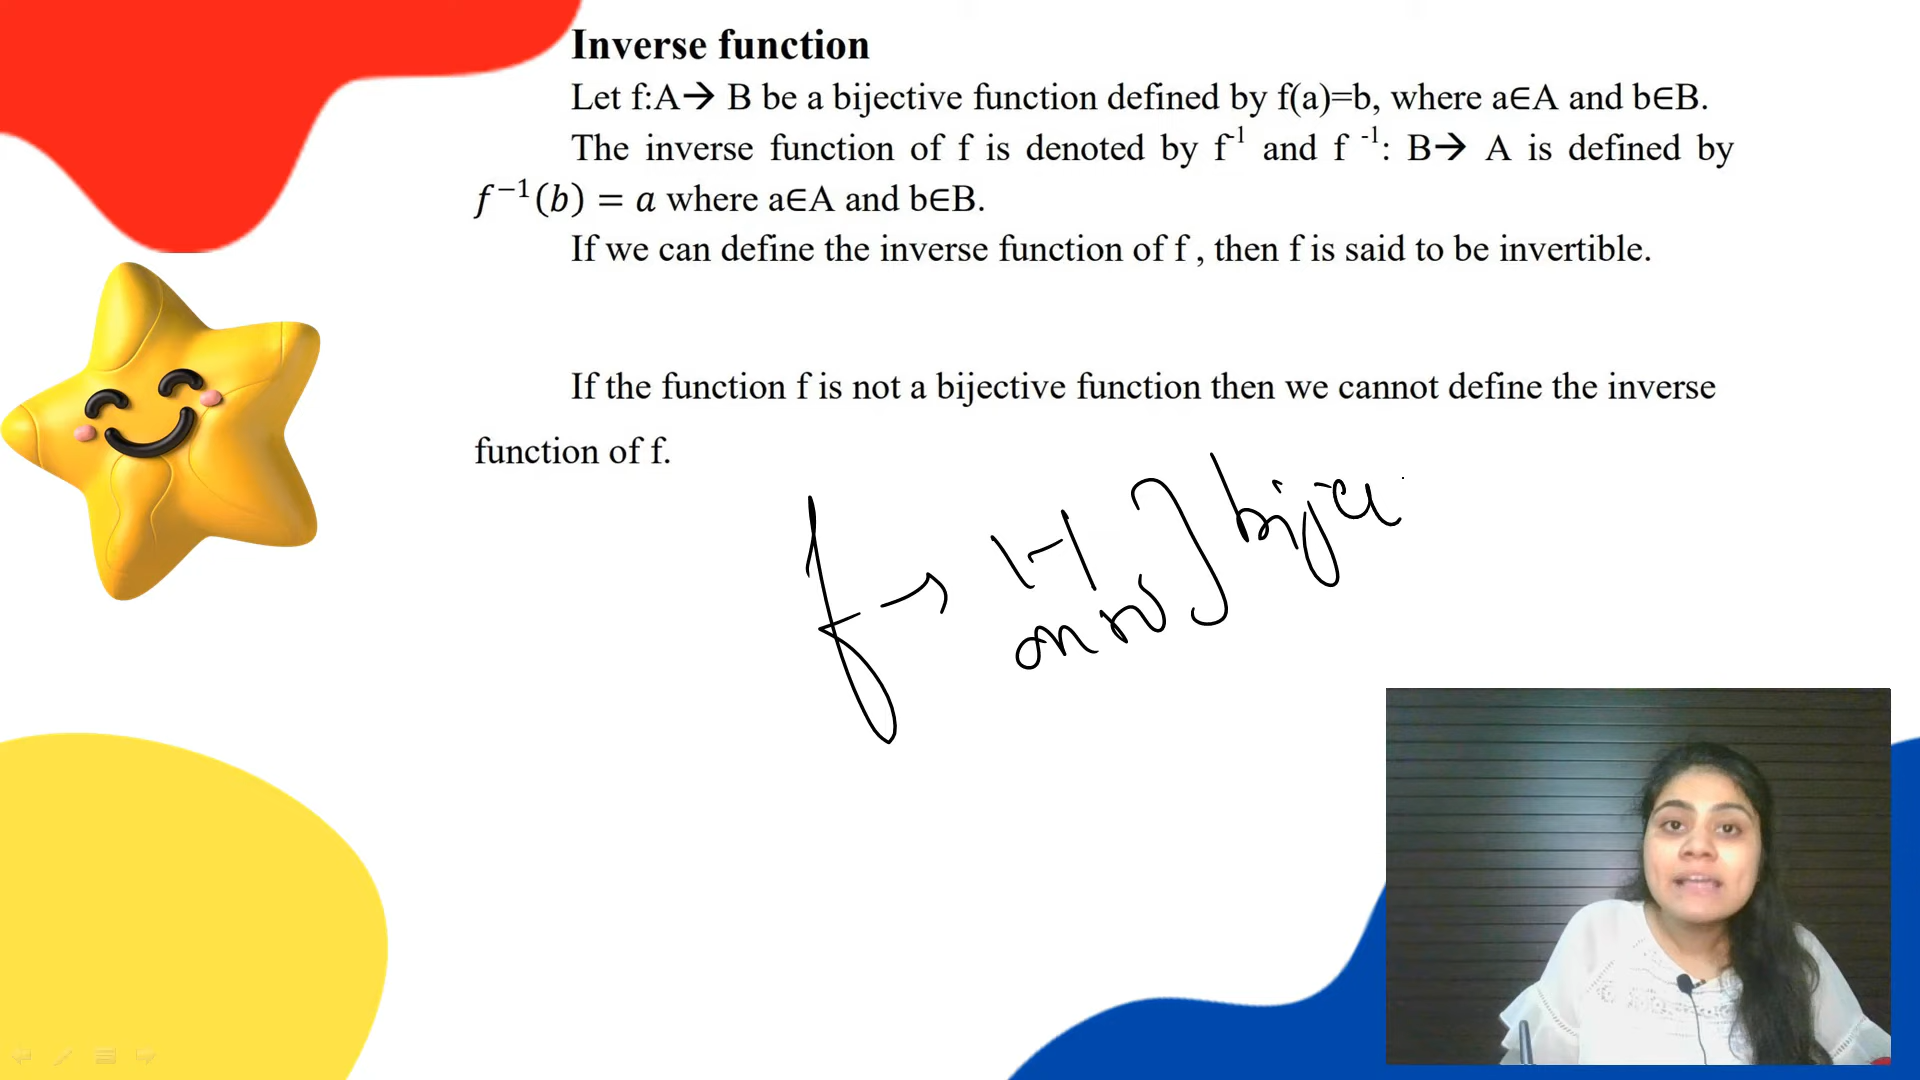 Inverse function
Let f:A→ B be a bijective function defined by f(a)=b, where a∈A and b∈B.
The inverse function of f is denoted by f⁻¹ and f ⁻¹: B→ A is defined by
f⁻¹(b) = a where a∈A and b∈B.
If we can define the inverse function of f , then f is said to be invertible.
If the function f is not a bijective function then we cannot define the inverse
function of f.
f → 1-1 ] bije
onto